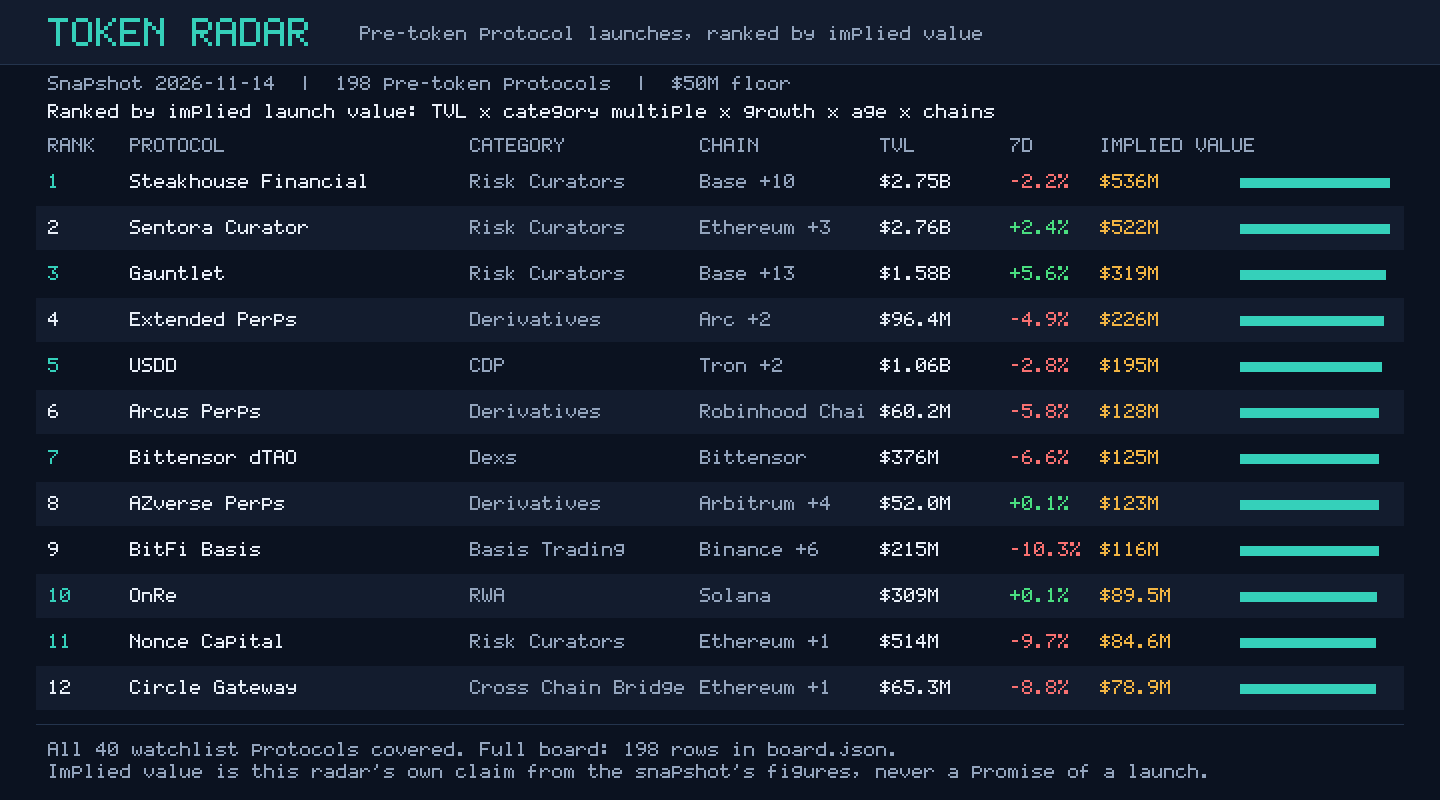 TOKEN RADAR Pre-token Protocol launches, ranked by implied value
Snapshot 2026-11-14 | 198 Pre-token Protocols | $50M floor
Ranked by implied launch value: TVL x category multiple x growth x age x chains
RANK PROTOCOL CATEGORY CHAIN TVL 7D IMPLIED VALUE
1 Steakhouse Financial Risk Curators Base +10 $2.75B -2.2% $536M
2 Sentora Curator Risk Curators Ethereum +3 $2.76B +2.4% $522M
3 Gauntlet Risk Curators Base +13 $1.58B +5.6% $319M
4 Extended Perps Derivatives Arc +2 $96.4M -4.9% $226M
5 USDD CDP Tron +2 $1.06B -2.8% $195M
6 Arcus Perps Derivatives Robinhood Chai $60.2M -5.8% $128M
7 Bittensor dTAO Dexs Bittensor $376M -6.6% $125M
8 AZverse Perps Derivatives Arbitrum +4 $52.0M +0.1% $123M
9 BitFi Basis Basis Trading Binance +6 $215M -10.3% $116M
10 OnRe RWA Solana $309M +0.1% $89.5M
11 Nonce Capital Risk Curators Ethereum +1 $514M -9.7% $84.6M
12 Circle Gateway Cross Chain Bridge Ethereum +1 $65.3M -8.8% $78.9M
All 40 watchlist Protocols covered. Full board: 198 rows in board.json.
Implied value is this radar's own claim from the snapshot's figures, never a Promise of a launch.